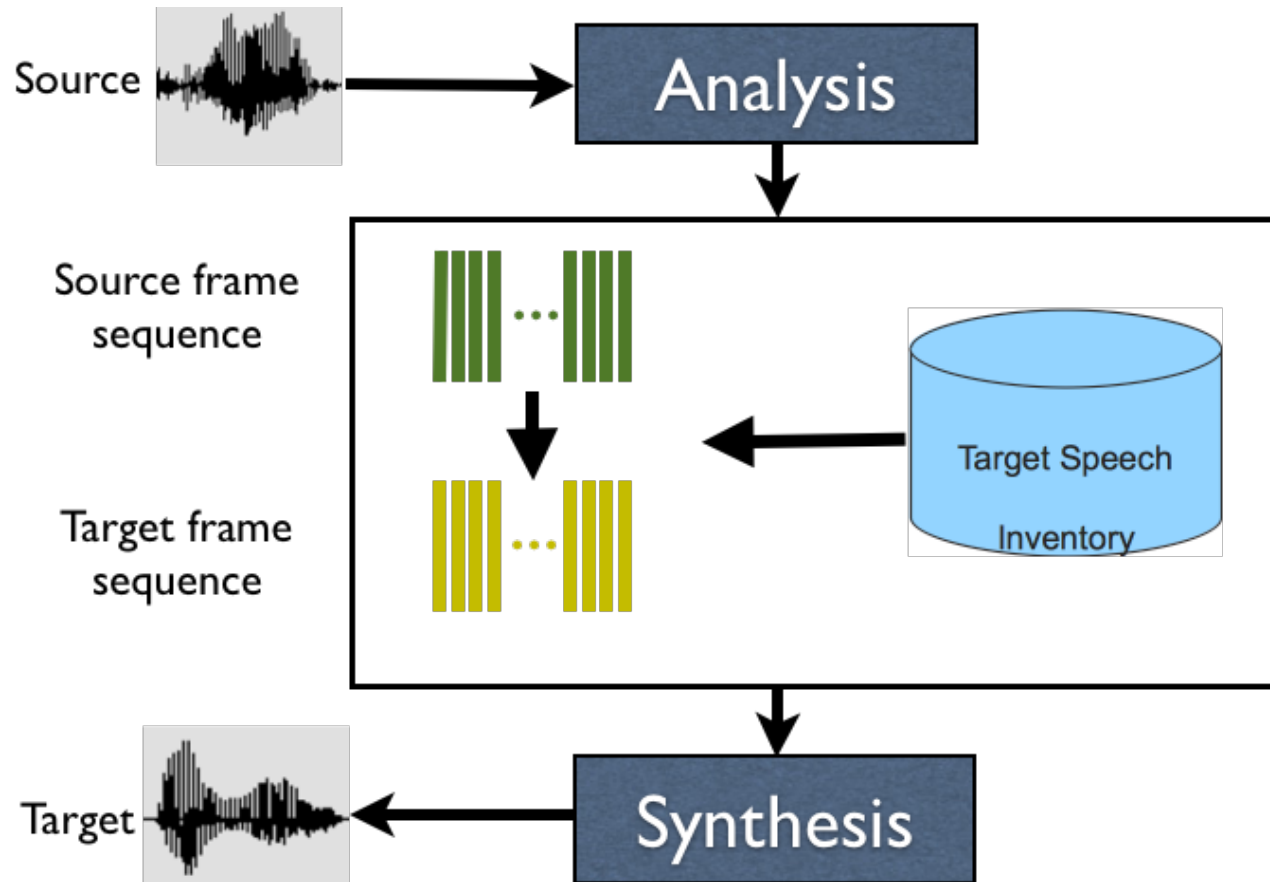 Source
Analysis
Source frame
sequence
Target Speech
Inventory
Target frame
sequence
Target
Synthesis